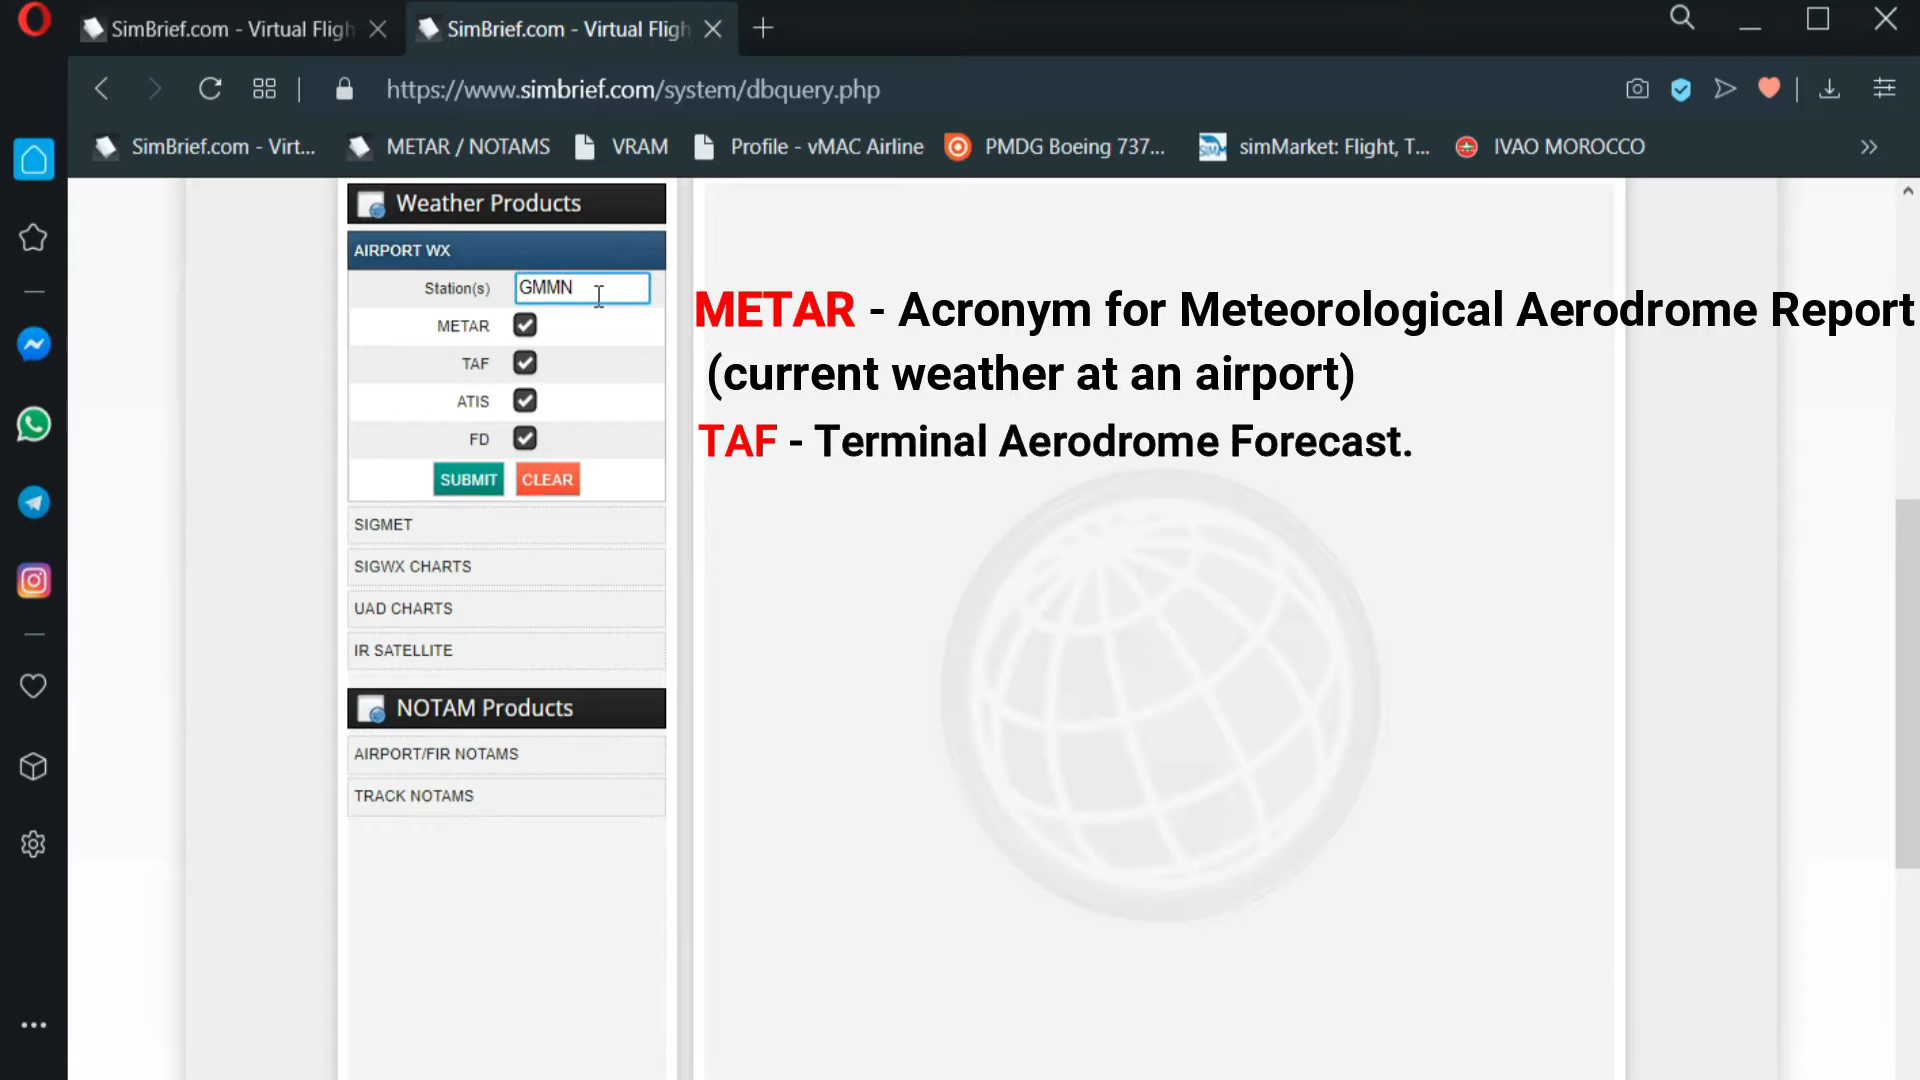 SimBrief.com - Virtual Fligh
SimBrief.com - Virtual Fligh
https://www.simbrief.com/system/dbquery.php
SimBrief.com - Virt...
METAR / NOTAMS
VRAM
Profile - vMAC Airline
PMDG Boeing 737...
simMarket: Flight, T...
IVAO MOROCCO
Weather Products
AIRPORT WX
Station(s) GMMN
METAR
TAF
ATIS
FD
SUBMIT CLEAR
SIGMET
SIGWX CHARTS
UAD CHARTS
IR SATELLITE
NOTAM Products
AIRPORT/FIR NOTAMS
TRACK NOTAMS
METAR - Acronym for Meteorological Aerodrome Report
(current weather at an airport)
TAF - Terminal Aerodrome Forecast.